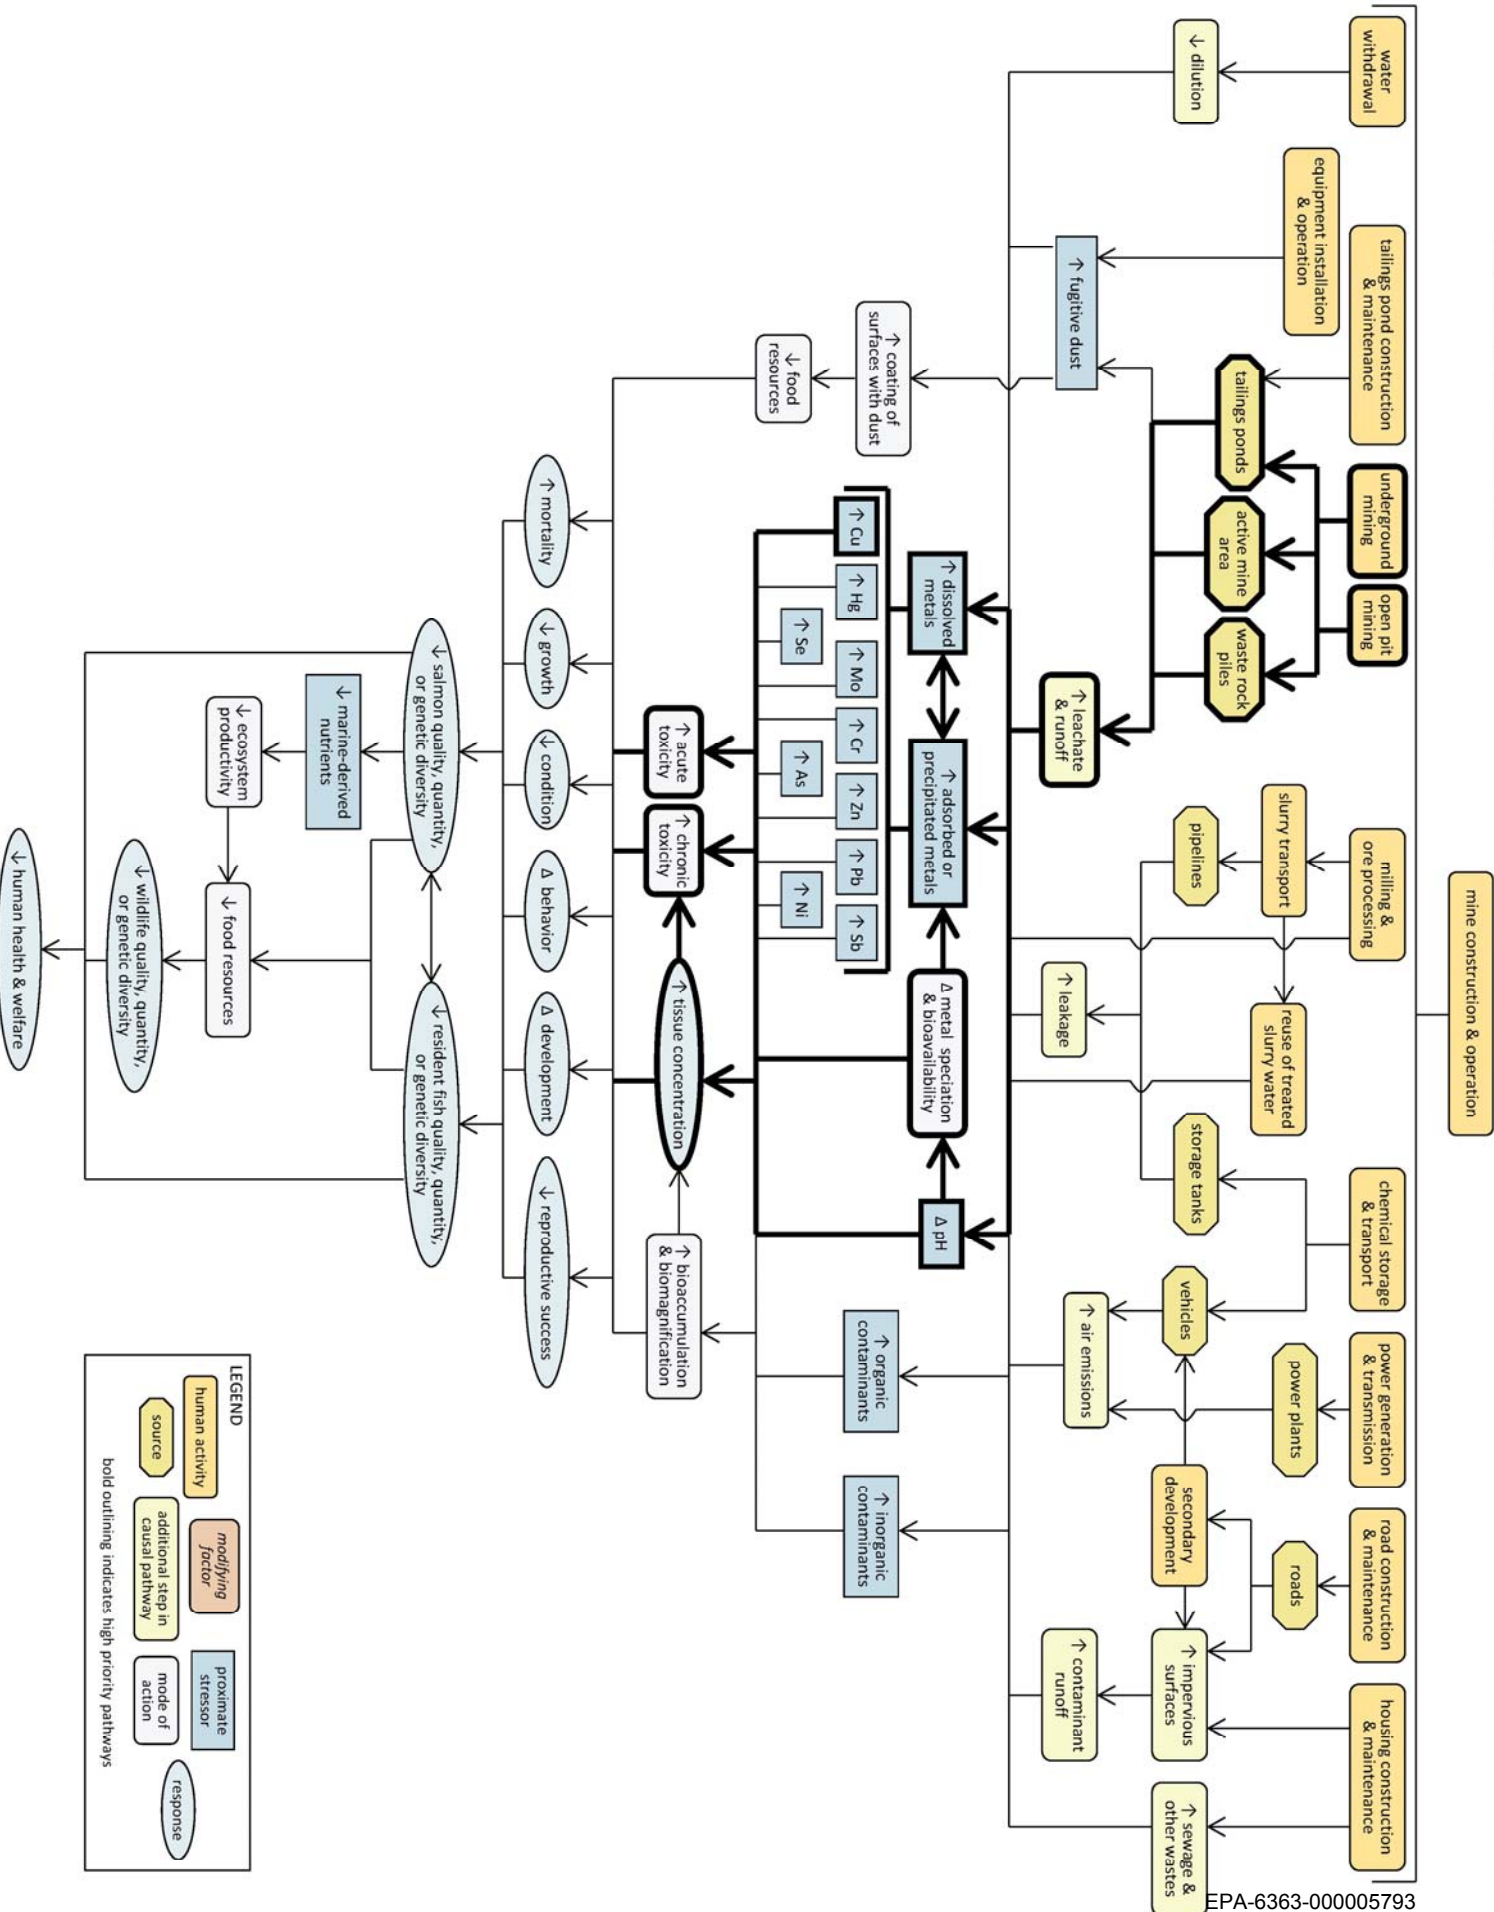 mine construction & operation
water
withdrawal
tailings pond construction
& maintenance
underground
mining
open pit
mining
milling &
ore processing
chemical storage
& transport
power generation
& transmission
road construction
& maintenance
housing construction
& maintenance
equipment installation
& operation
slurry transport
reuse of treated
slurry water
power plants
roads
tailings ponds
active mine
area
waste rock
piles
↓ dilution
pipelines
storage tanks
vehicles
secondary
development
↑ impervious
surfaces
↑ sewage &
other wastes
↑ fugitive dust
↑ leachate
& runoff
↑ leakage
↑ air emissions
↑ contaminant
runoff
↑ dissolved
metals
↑ adsorbed or
precipitated metals
Δ metal speciation
& bioavailability
Δ pH
↑ coating of
surfaces with dust
↑ Cu
↑ Hg
↑ Mo
↑ Cr
↑ Zn
↑ Pb
↑ Sb
↑ organic
contaminants
↑ inorganic
contaminants
↓ food
resources
↑ Se
↑ As
↑ Ni
↑ acute
toxicity
↑ chronic
toxicity
↑ tissue concentration
↑ bioaccumulation
& biomagnification
↑ mortality
↓ growth
↓ condition
Δ behavior
Δ development
↓ reproductive success
↓ salmon quality, quantity,
or genetic diversity
↓ resident fish quality, quantity,
or genetic diversity
↓ marine-derived
nutrients
↓ ecosystem
productivity
↓ food resources
↓ wildlife quality, quantity,
or genetic diversity
↓ human health & welfare
LEGEND
human activity
modifying
factor
proximate
stressor
source
additional step in
causal pathway
mode of
action
response
bold outlining indicates high priority pathways
EPA-6363-000005793